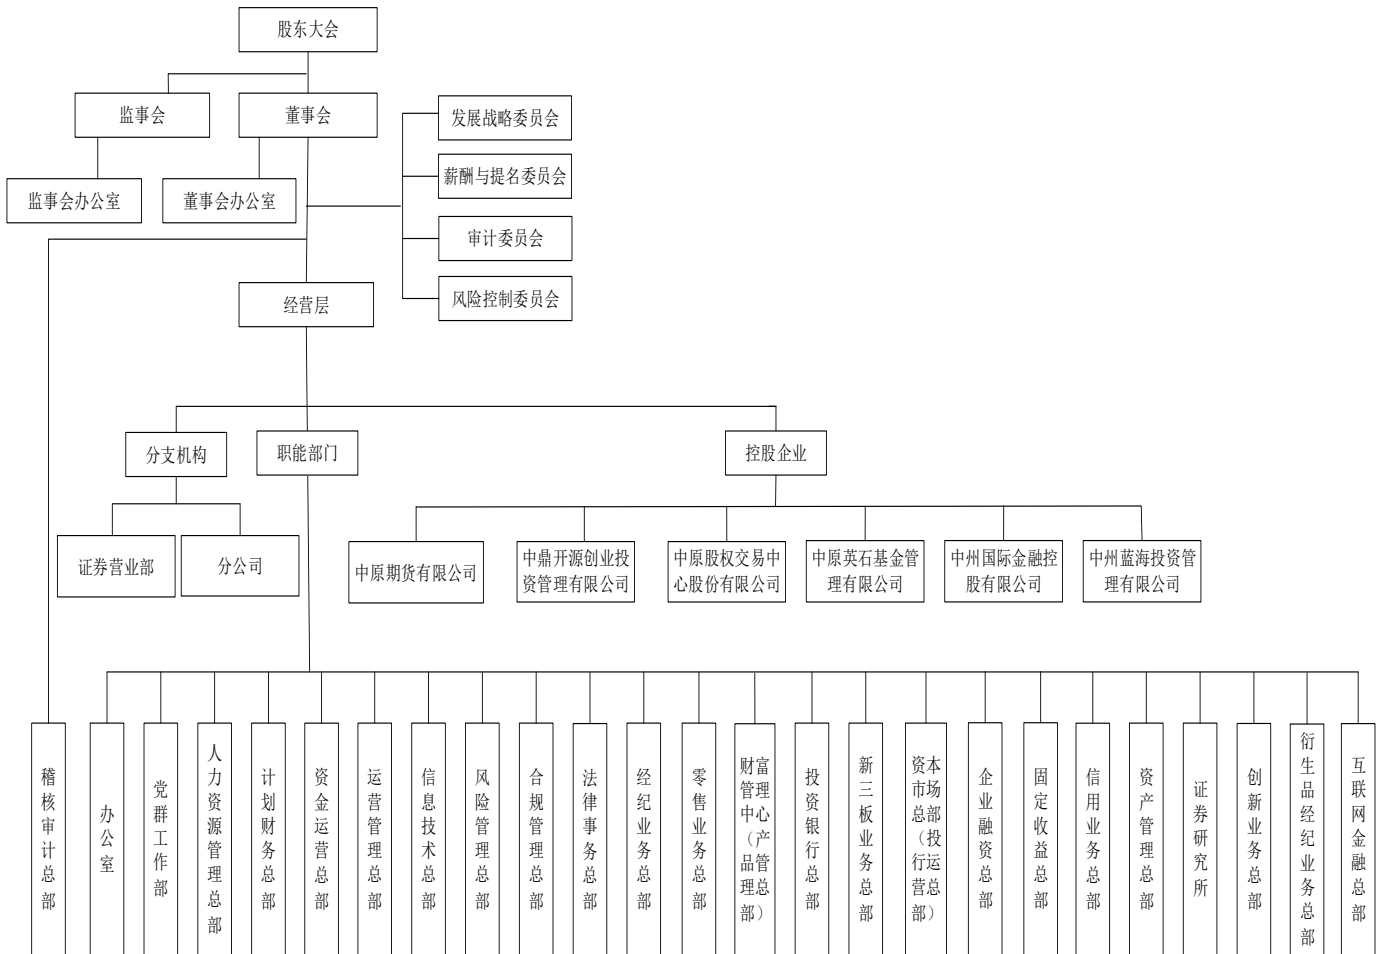 股东大会
监事会
董事会
发展战略委员会
薪酬与提名委员会
监事会办公室
董事会办公室
审计委员会
风险控制委员会
经营层
分支机构
职能部门
控股企业
证券营业部
分公司
中原期货有限公司
中鼎开源创业投
资管理有限公司
中原股权交易中
心股份有限公司
中原英石基金管
理有限公司
中州国际金融控
股有限公司
中州蓝海投资管
理有限公司
稽核审计总部
办公室
党群工作部
人力资源管理总部
计划财务总部
资金运营总部
运营管理总部
信息技术总部
风险管理总部
合规管理总部
法律事务总部
经纪业务总部
零售业务总部
财富
管理
中心
（产
品管
理总
部）
投资银行总部
新三板业务总部
资本
市场
总部
（投
行运
营总
部）
企业融资总部
固定收益总部
信用业务总部
资产管理总部
证券研究所
创新业务总部
衍生品经纪业务总部
互联网金融总部